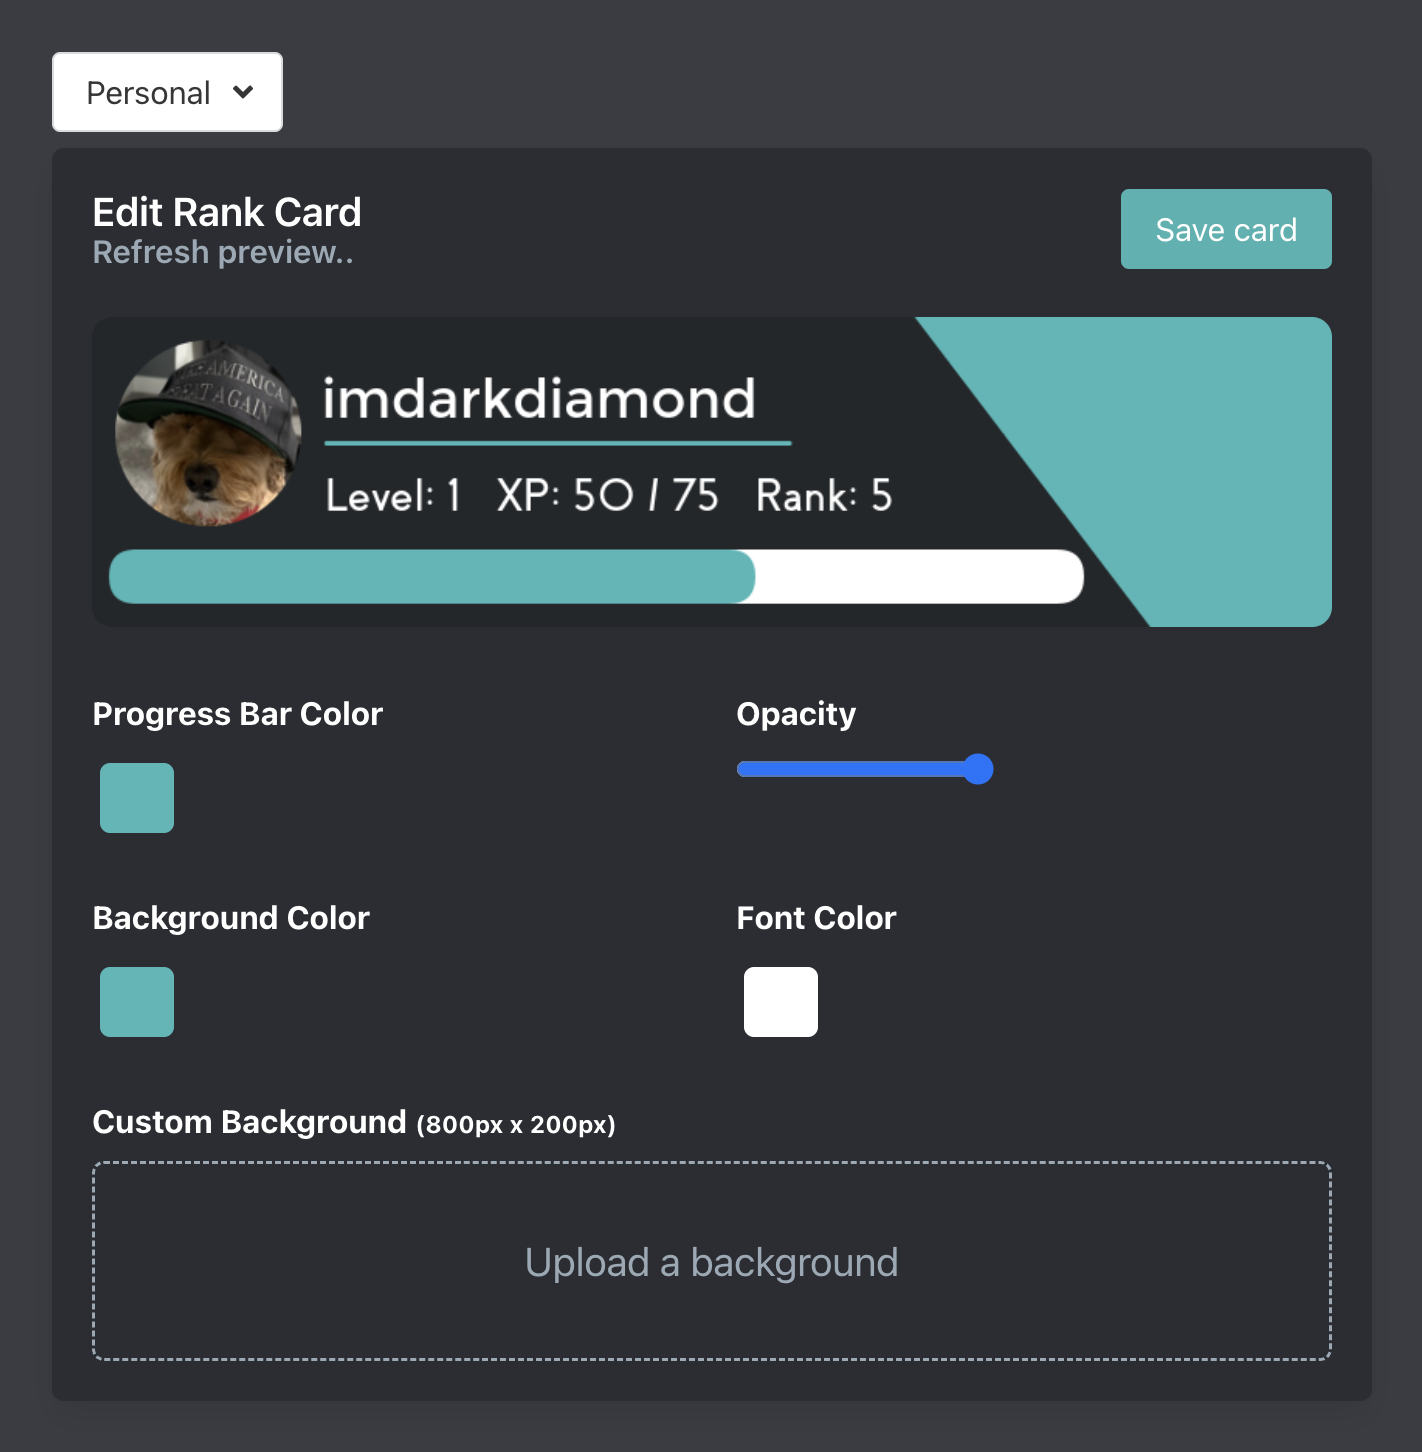 Personal
Edit Rank Card
Save card
Refresh preview..
AMERICA
AGAIN
imdarkdiamond
Level: 1 XP: 50 / 75 Rank: 5
Progress Bar Color
Opacity
Background Color
Font Color
Custom Background (800px x 200px)
Upload a background